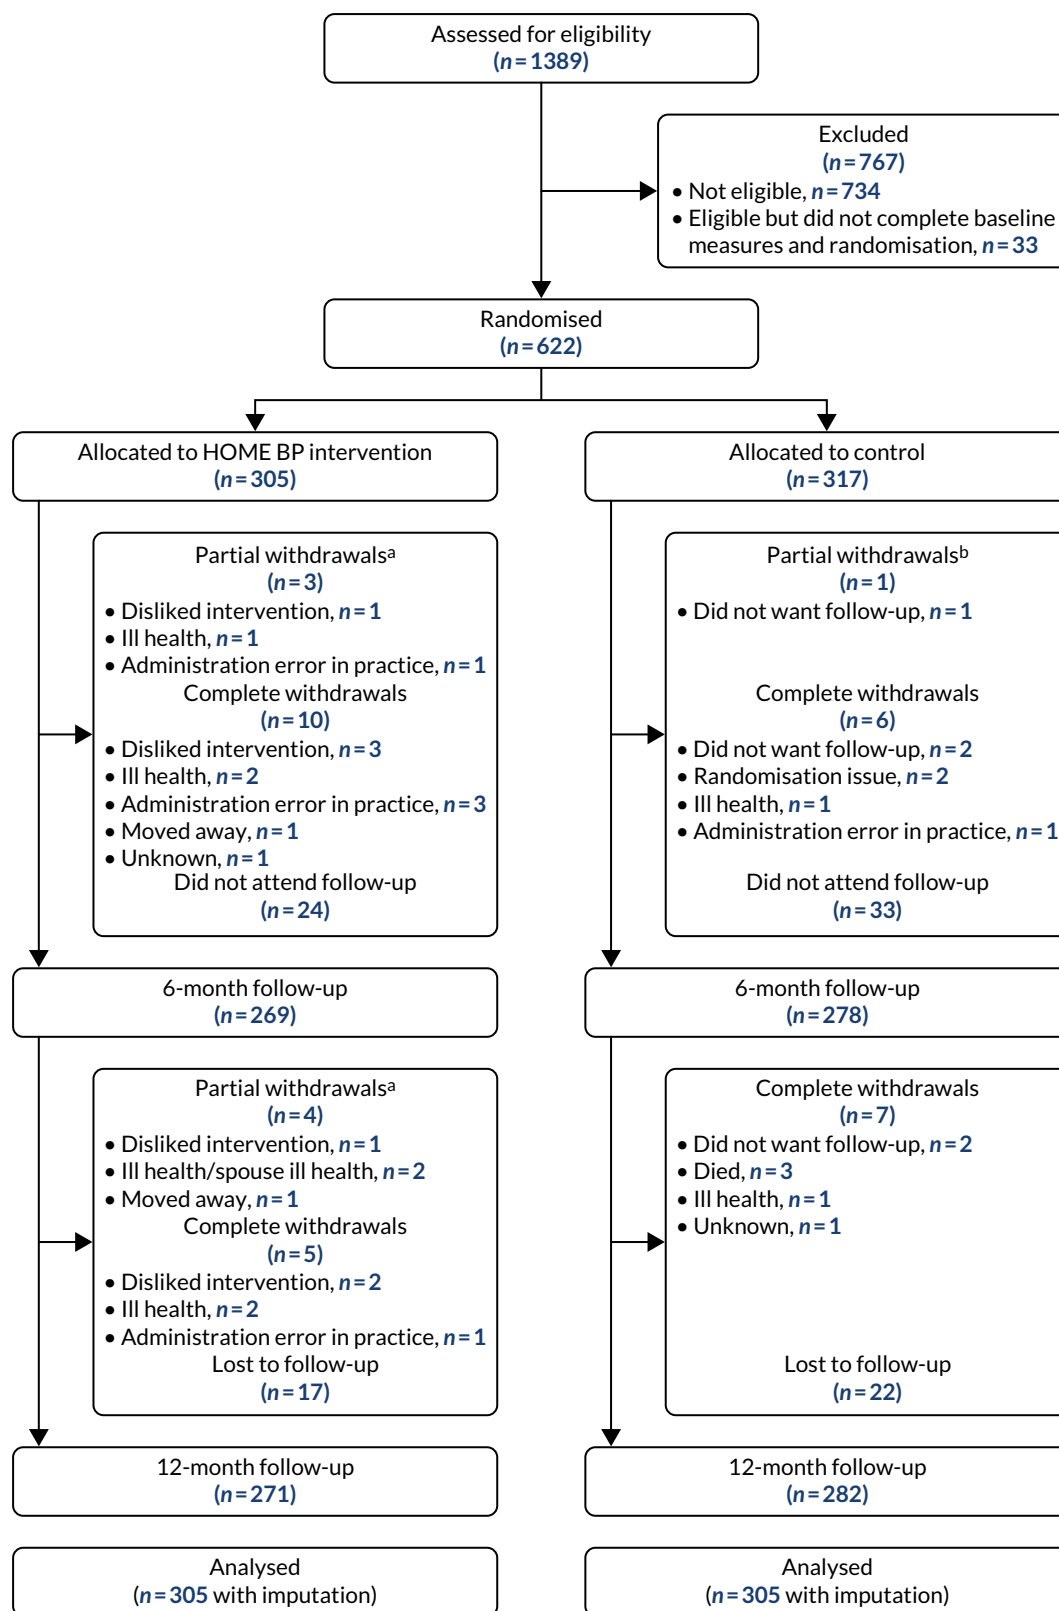 Assessed for eligibility
(n=1389)
Excluded
(n=767)
• Not eligible, n=734
• Eligible but did not complete baseline
measures and randomisation, n=33
Randomised
(n=622)
Allocated to HOME BP intervention
(n=305)
Partial withdrawalsᵃ
(n=3)
• Disliked intervention, n=1
• Ill health, n=1
• Administration error in practice, n=1
Complete withdrawals
(n=10)
• Disliked intervention, n=3
• Ill health, n=2
• Administration error in practice, n=3
• Moved away, n=1
• Unknown, n=1
Did not attend follow-up
(n=24)
6-month follow-up
(n=269)
Partial withdrawalsᵃ
(n=4)
• Disliked intervention, n=1
• Ill health/spouse ill health, n=2
• Moved away, n=1
Complete withdrawals
(n=5)
• Disliked intervention, n=2
• Ill health, n=2
• Administration error in practice, n=1
Lost to follow-up
(n=17)
12-month follow-up
(n=271)
Analysed
(n=305 with imputation)
Allocated to control
(n=317)
Partial withdrawalsᵇ
(n=1)
• Did not want follow-up, n=1
Complete withdrawals
(n=6)
• Did not want follow-up, n=2
• Randomisation issue, n=2
• Ill health, n=1
• Administration error in practice, n=1
Did not attend follow-up
(n=33)
6-month follow-up
(n=278)
Complete withdrawals
(n=7)
• Did not want follow-up, n=2
• Died, n=3
• Ill health, n=1
• Unknown, n=1
Lost to follow-up
(n=22)
12-month follow-up
(n=282)
Analysed
(n=305 with imputation)